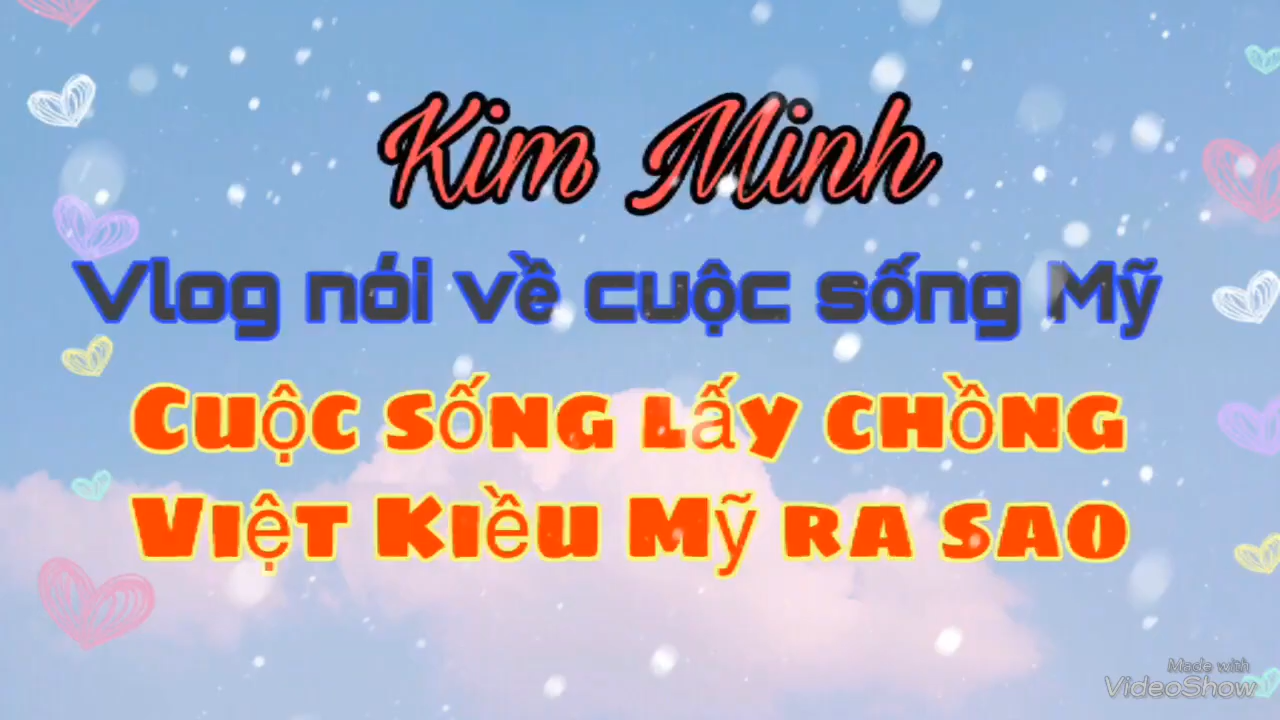 Kim Minh
Vlog nói về cuộc sống Mỹ
Cuộc sống lấy chồng
Việt Kiều Mỹ ra sao
Made with
VideoShow